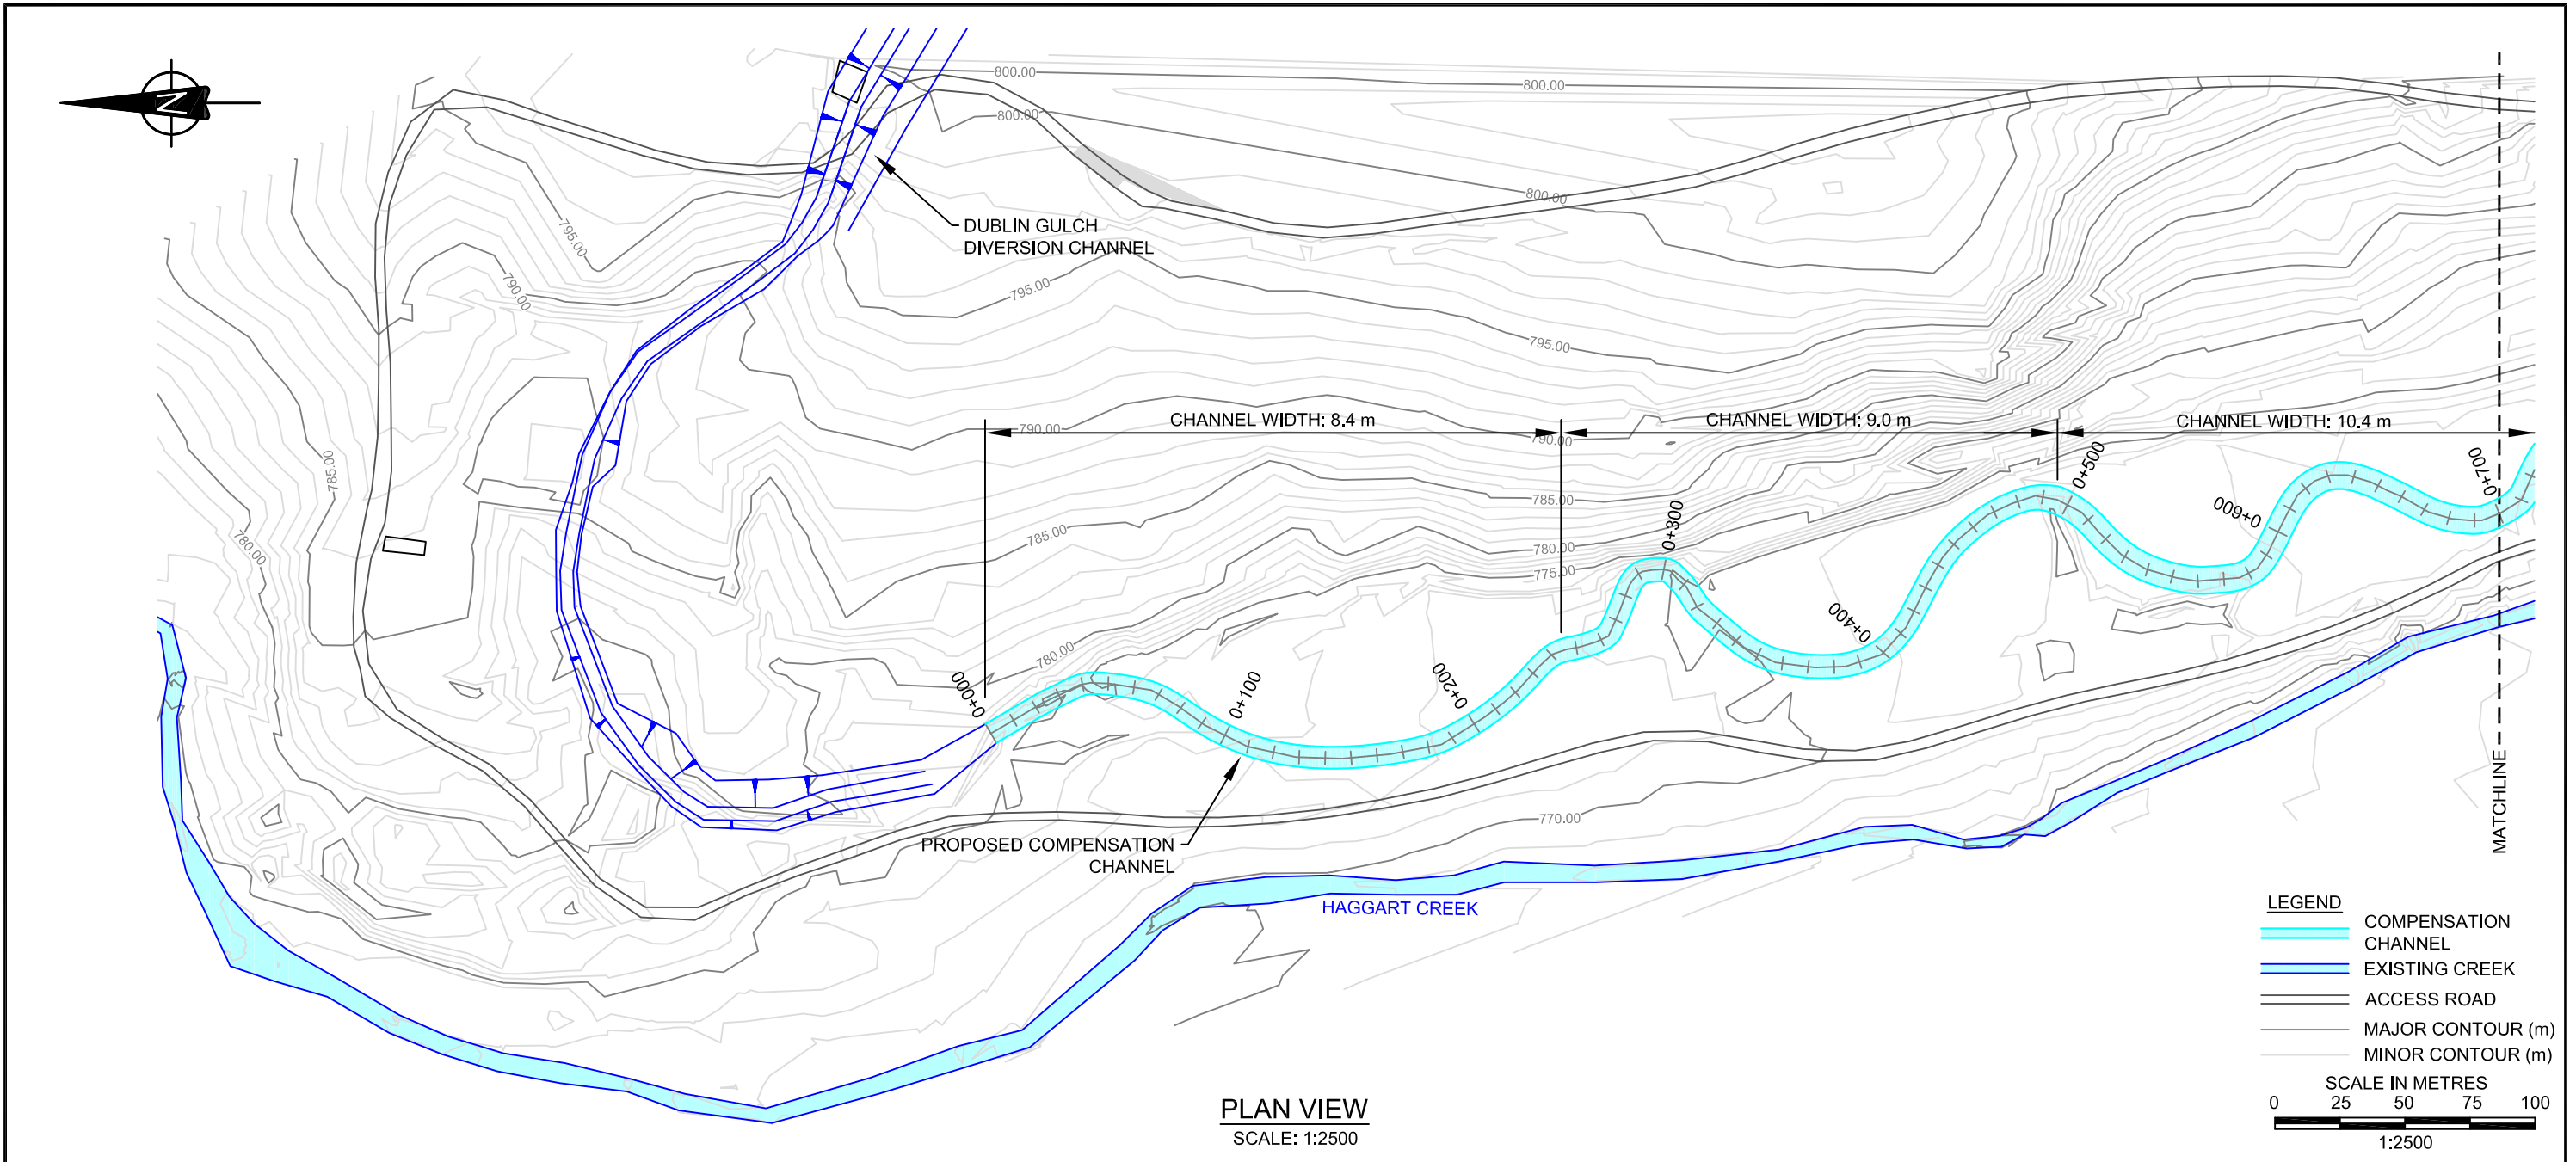 N
800.00
800.00
800.00
800.00
795.00
DUBLIN GULCH
DIVERSION CHANNEL
790.00
795.00
795.00
CHANNEL WIDTH: 8.4 m
CHANNEL WIDTH: 9.0 m
CHANNEL WIDTH: 10.4 m
790.00
790.00
785.00
785.00
785.00
780.00
780.00
775.00
780.00
0+000
0+100
0+200
0+300
0+400
0+500
0+600
0+700
770.00
PROPOSED COMPENSATION
CHANNEL
HAGGART CREEK
MATCHLINE
LEGEND
COMPENSATION
CHANNEL
EXISTING CREEK
ACCESS ROAD
MAJOR CONTOUR (m)
MINOR CONTOUR (m)
SCALE IN METRES
0 25 50 75 100
1:2500
PLAN VIEW
SCALE: 1:2500